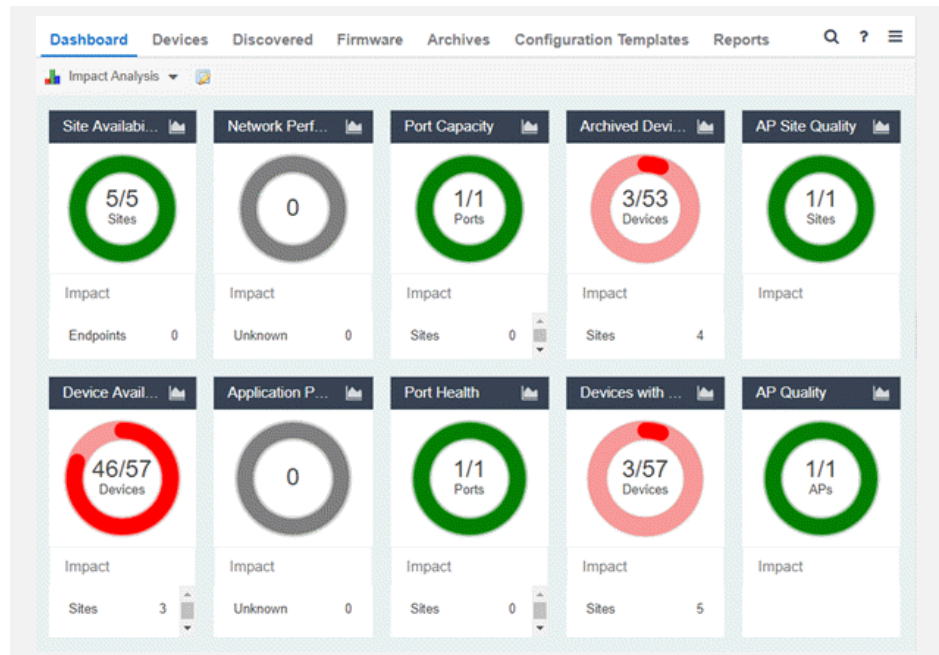 Dashboard Devices Discovered Firmware Archives Configuration Templates Reports ?
Impact Analysis
Site Availabi... Network Perf... Port Capacity Archived Devi... AP Site Quality
5/5 0 1/1 3/53 1/1
Sites Ports Devices Sites
Impact Impact Impact Impact Impact
Endpoints 0 Unknown 0 Sites 0 Sites 4
Device Avail... Application P... Port Health Devices with ... AP Quality
46/57 0 1/1 3/57 1/1
Devices Ports Devices APs
Impact Impact Impact Impact Impact
Sites 3 Unknown 0 Sites 0 Sites 5